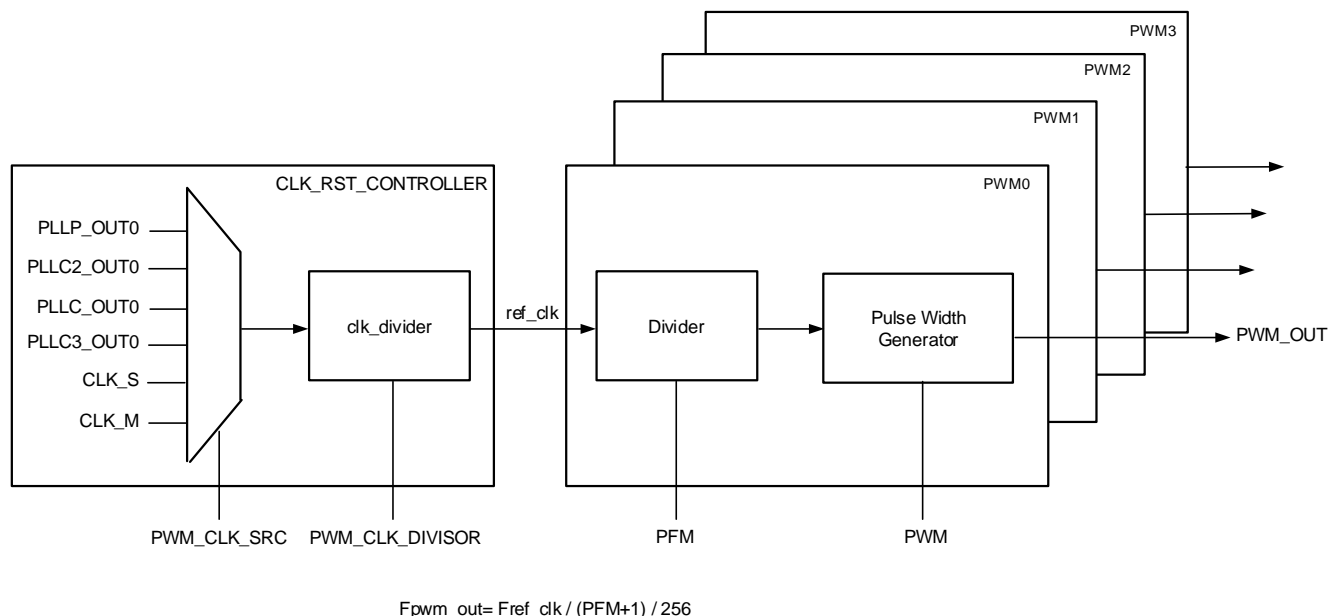 PWM3
PWM2
PWM1
PWM0
CLK_RST_CONTROLLER
PLLP_OUT0
PLLC2_OUT0
PLLC_OUT0
PLLC3_OUT0
CLK_S
CLK_M
clk_divider
ref_clk
Divider
Pulse Width
Generator
PWM_OUT
PWM_CLK_SRC
PWM_CLK_DIVISOR
PFM
PWM
Fpwm_out= Fref_clk / (PFM+1) / 256